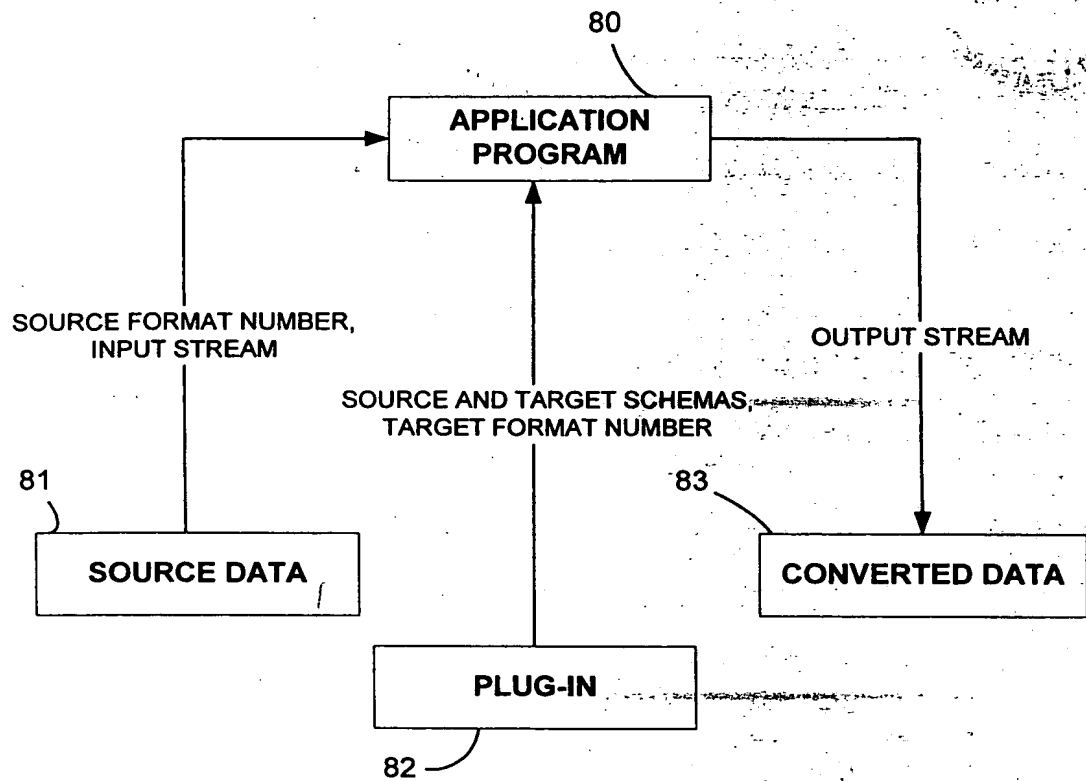 80
APPLICATION
PROGRAM
SOURCE FORMAT NUMBER,
INPUT STREAM
OUTPUT STREAM
SOURCE AND TARGET SCHEMAS,
TARGET FORMAT NUMBER
81
83
SOURCE DATA
CONVERTED DATA
PLUG-IN
82